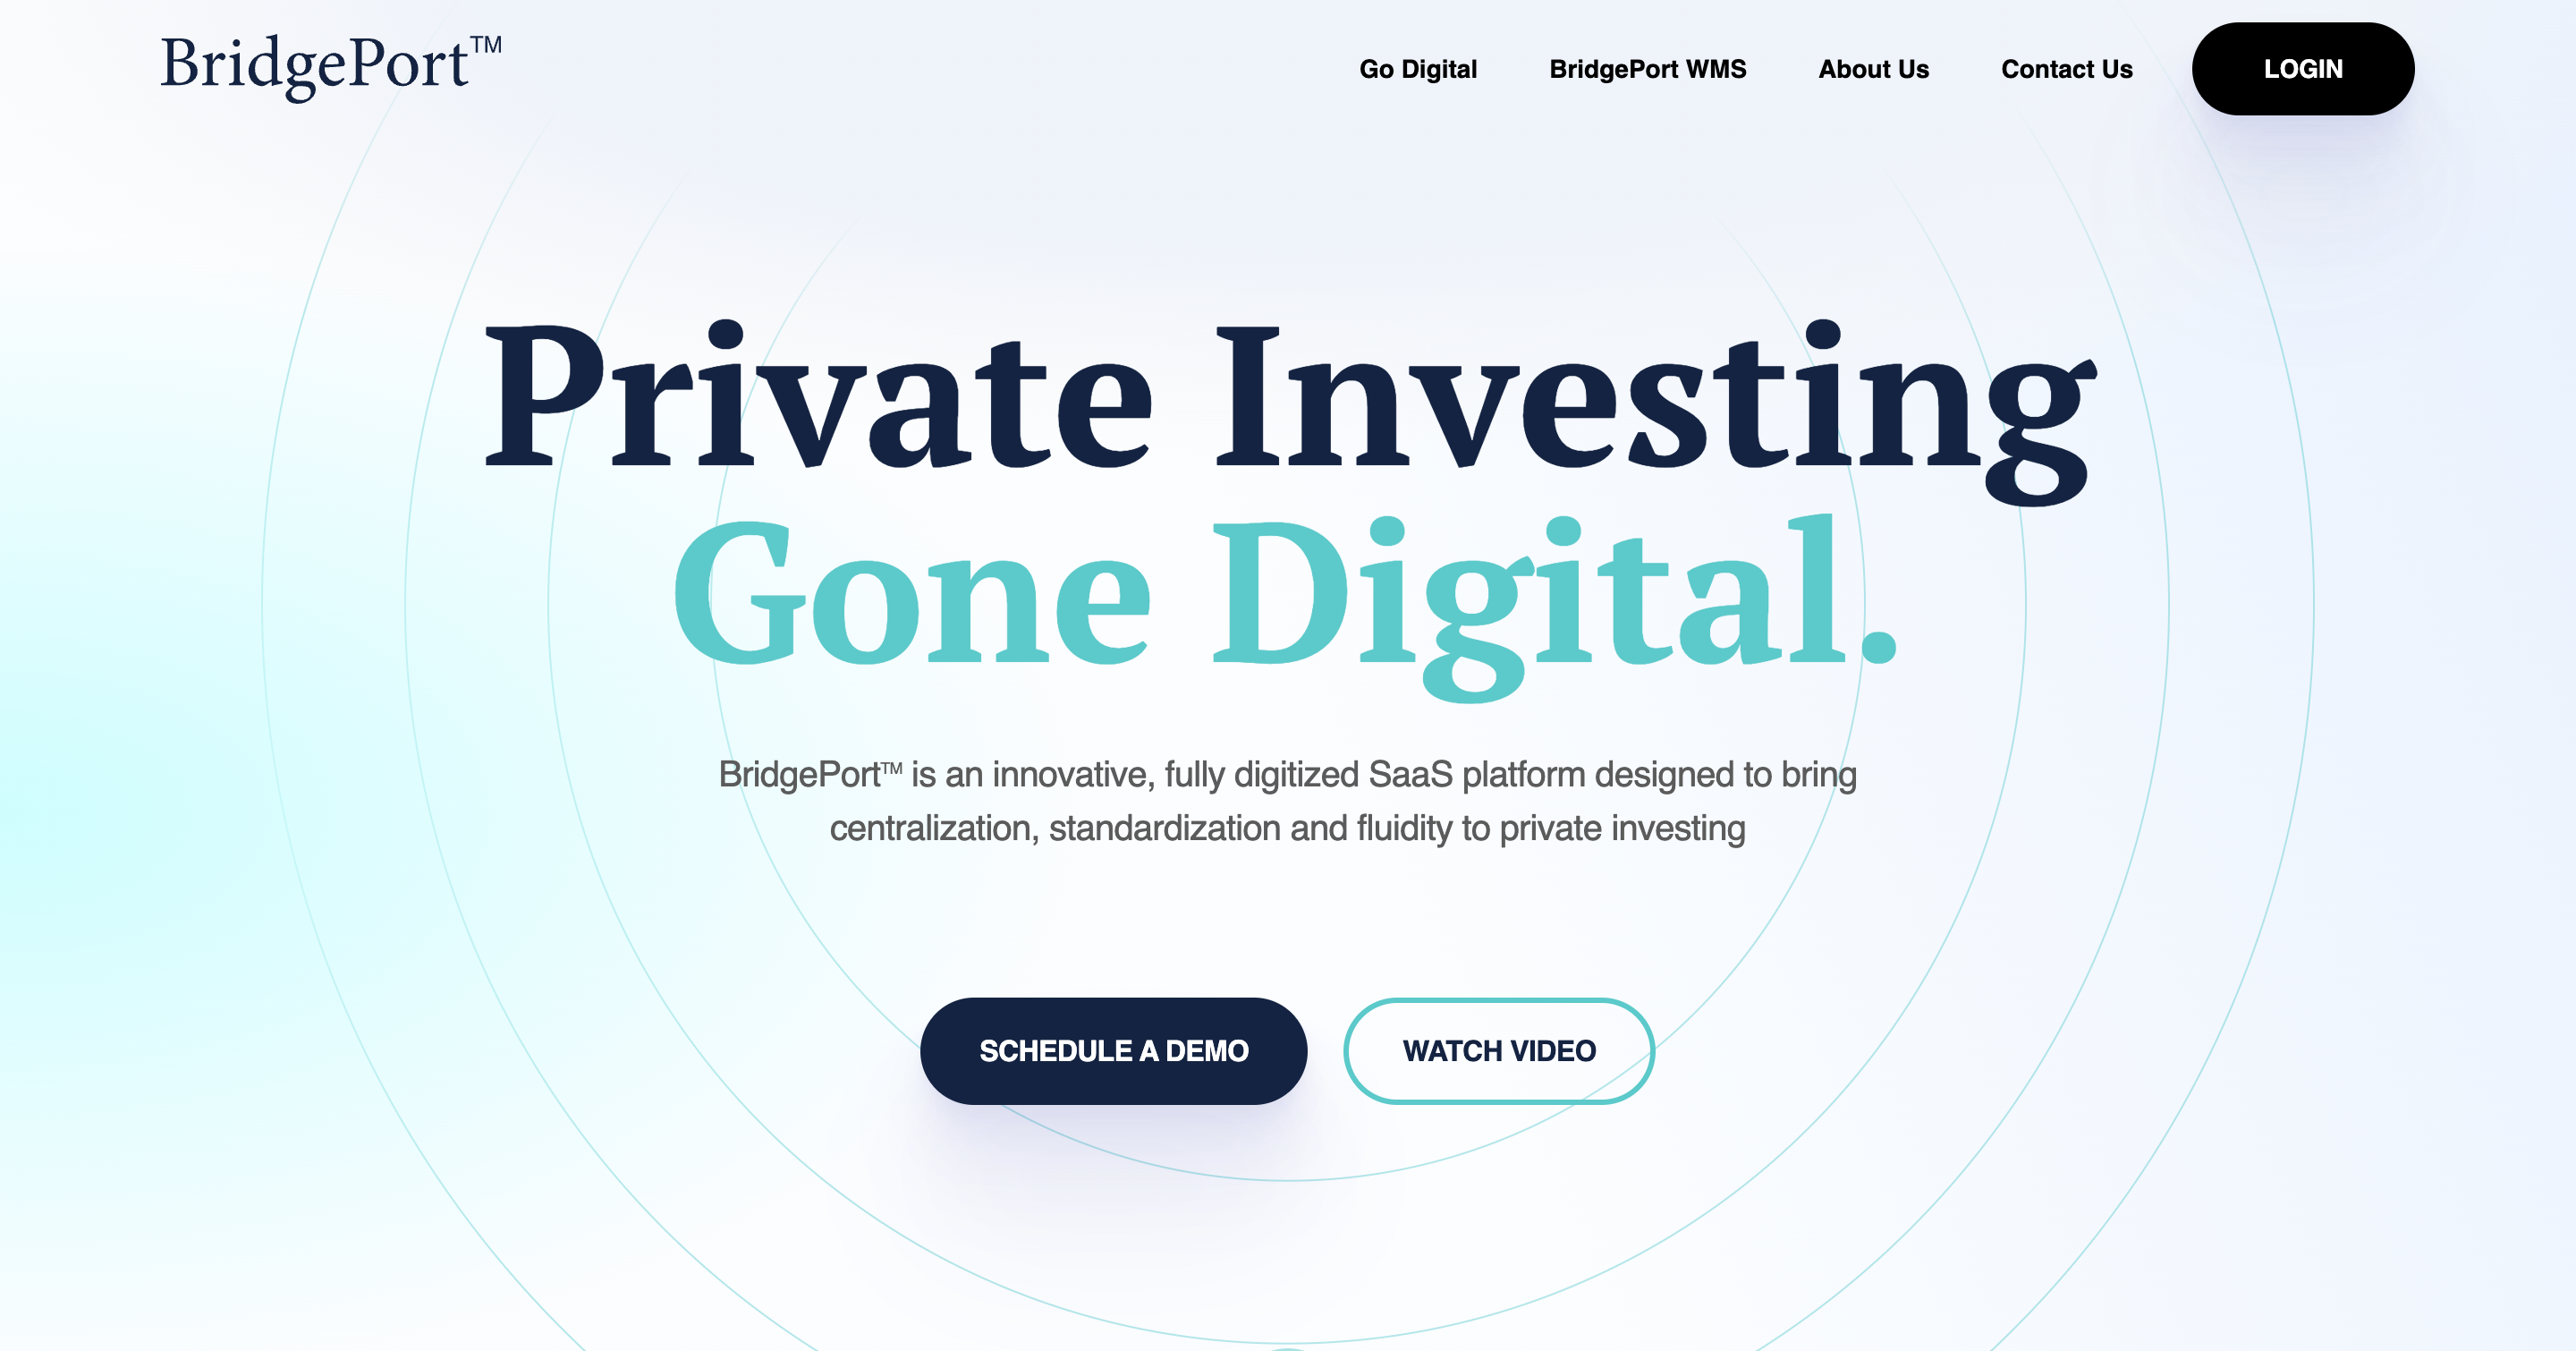 BridgePort™
Go Digital
BridgePort WMS
About Us
Contact Us
LOGIN
Private Investing
Gone Digital.
BridgePort™ is an innovative, fully digitized SaaS platform designed to bring
centralization, standardization and fluidity to private investing
SCHEDULE A DEMO
WATCH VIDEO